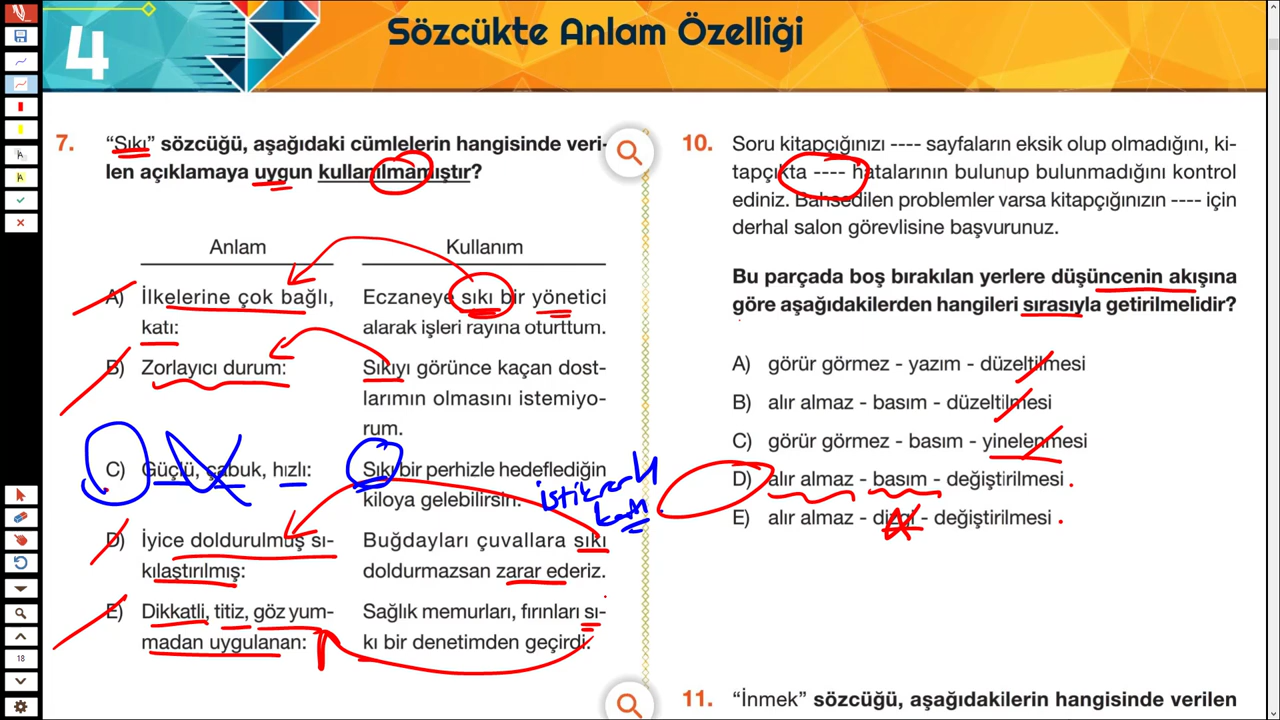 4
Sözcükte Anlam Özelliği
7. “Sıkı” sözcüğü, aşağıdaki cümlelerin hangisinde veri-
len açıklamaya uygun kullanılmamıştır?
Anlam Kullanım
A) İlkelerine çok bağlı, Eczaneye sıkı bir yönetici
katı: alarak işleri rayına oturttum.
B) Zorlayıcı durum: Sıkıyı görünce kaçan dost-
larımın olmasını istemiyo-
rum.
C) Güçlü, çabuk, hızlı: Sıkı bir perhizle hedeflediğin
kiloya gelebilirsin.
istikrarlı
katı
D) İyice doldurulmuş sı- Buğdayları çuvallara sıkı
kılaştırılmış: doldurmazsan zarar ederiz.
E) Dikkatli, titiz, göz yum- Sağlık memurları, fırınları sı-
madan uygulanan: kı bir denetimden geçirdi.
10. Soru kitapçığınızı ---- sayfaların eksik olup olmadığını, ki-
tapçıkta ---- hatalarının bulunup bulunmadığını kontrol
ediniz. Bahsedilen problemler varsa kitapçığınızın ---- için
derhal salon görevlisine başvurunuz.
Bu parçada boş bırakılan yerlere düşüncenin akışına
göre aşağıdakilerden hangileri sırasıyla getirilmelidir?
A) görür görmez - yazım - düzeltilmesi
B) alır almaz - basım - düzeltilmesi
C) görür görmez - basım - yinelenmesi
D) alır almaz - basım - değiştirilmesi
E) alır almaz - dizgi - değiştirilmesi
11. “İnmek” sözcüğü, aşağıdakilerin hangisinde verilen
18